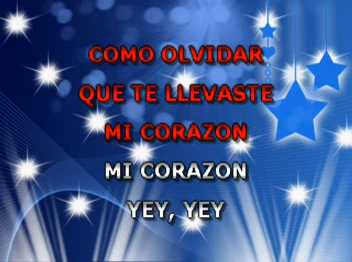 COMO OLVIDAR
QUE TE LLEVASTE
MI CORAZON
MI CORAZON
YEY, YEY